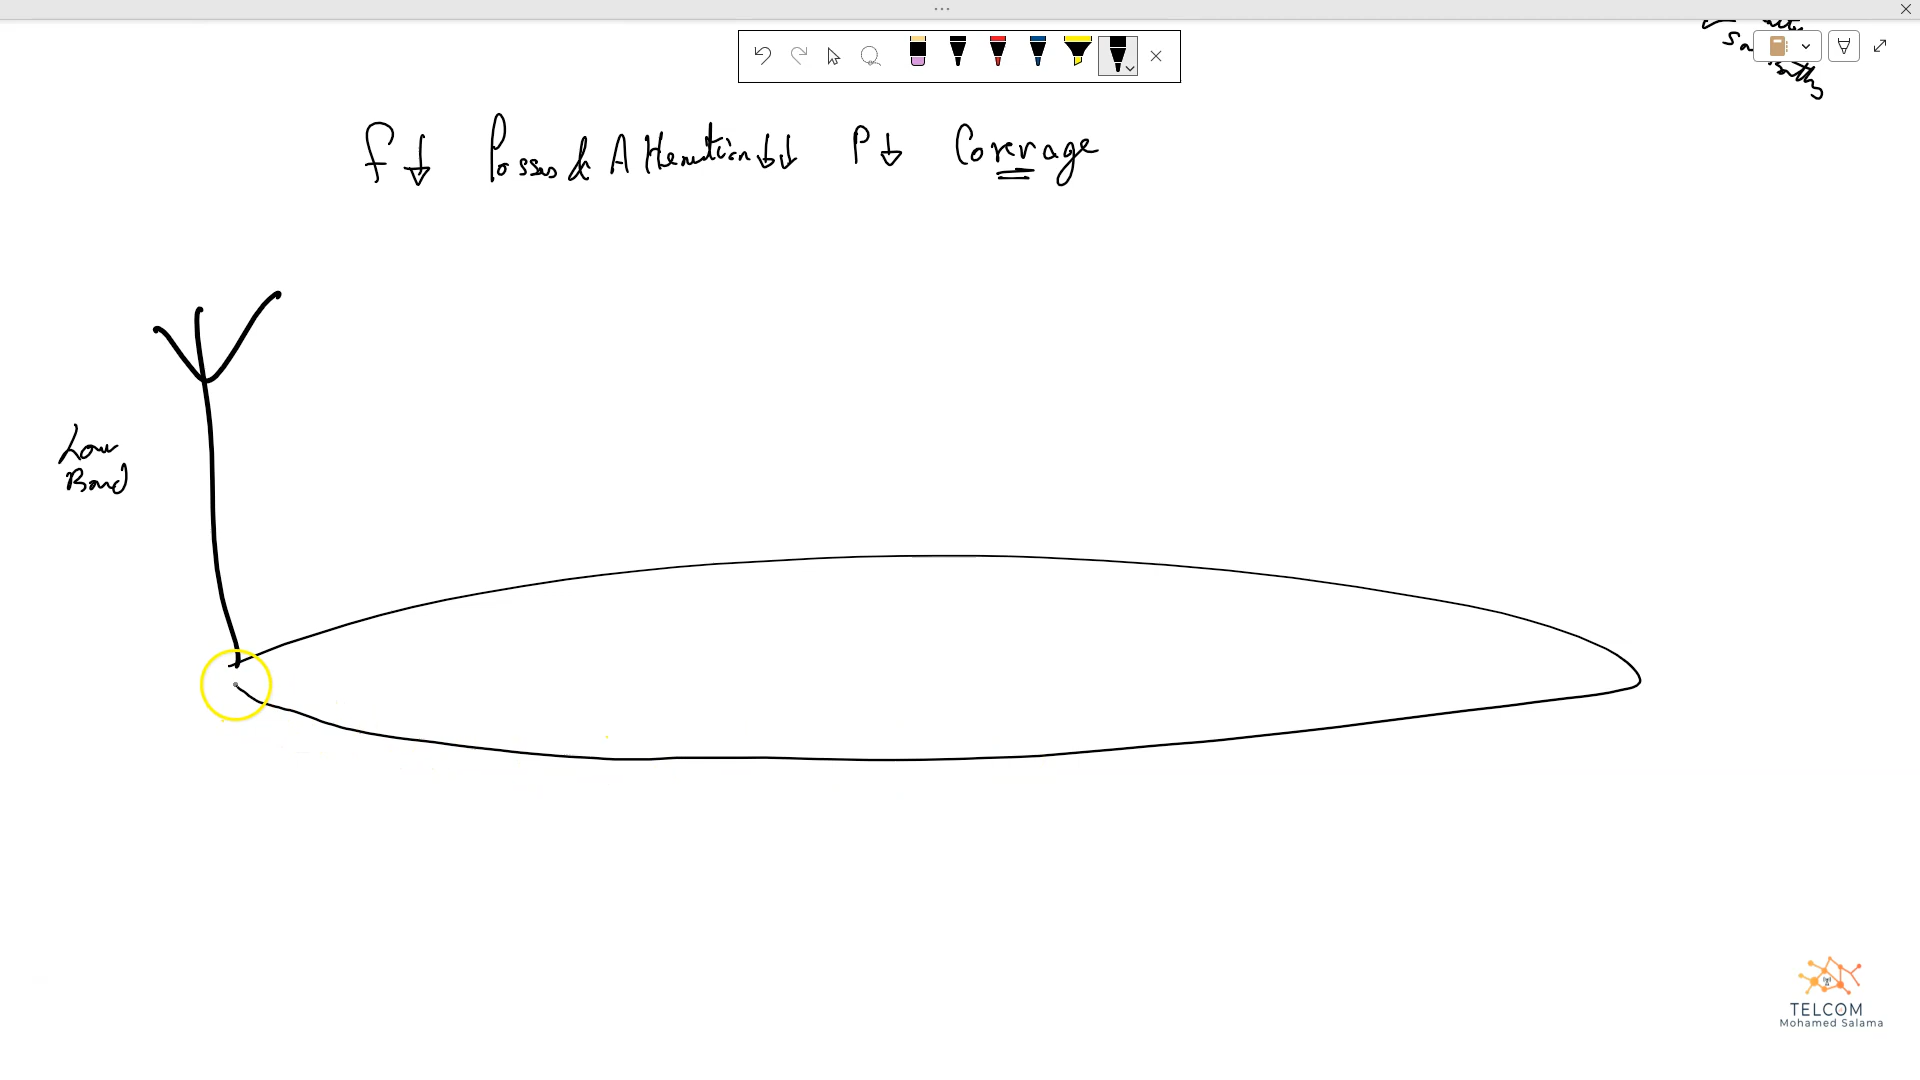 f↓ Losses & Attenuation↓↓ P↓ Coverage
Low
Band
TELCOM
Mohamed Salama